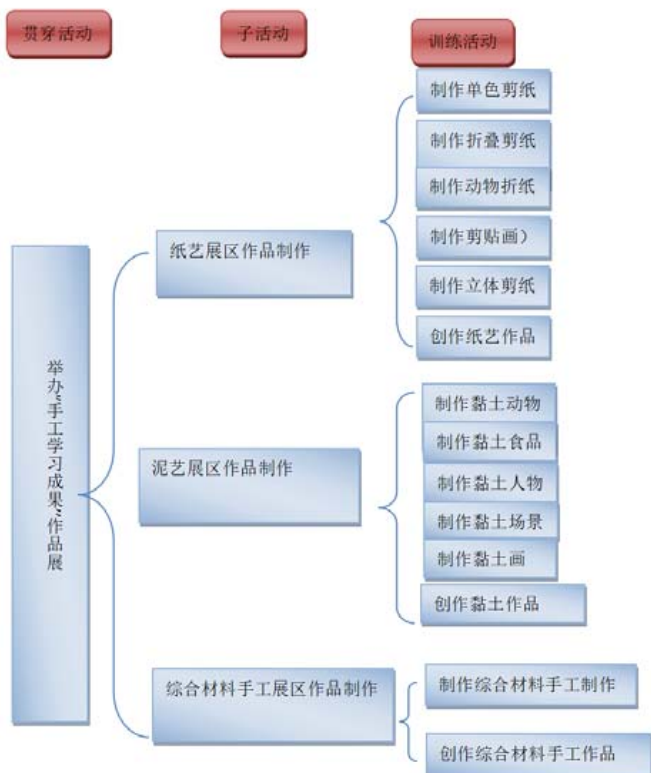 贯穿活动
子活动
训练活动
举办“手工学习成果”作品展
纸艺展区作品制作
制作单色剪纸
制作折叠剪纸
制作动物折纸
制作剪贴画）
制作立体剪纸
创作纸艺作品
泥艺展区作品制作
制作黏土动物
制作黏土食品
制作黏土人物
制作黏土场景
制作黏土画
创作黏土作品
综合材料手工展区作品制作
制作综合材料手工制作
创作综合材料手工作品